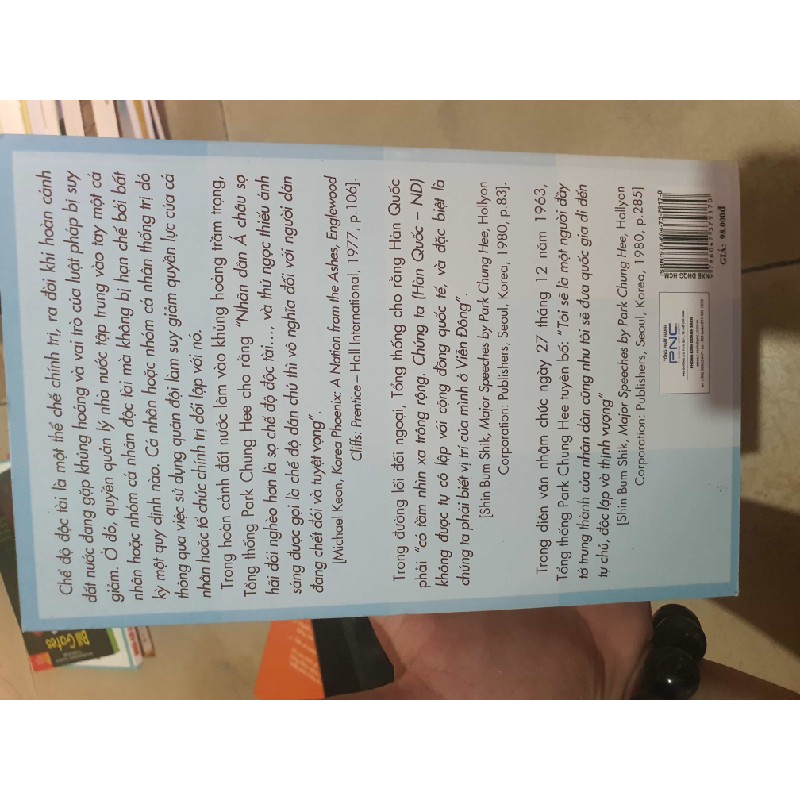 Chế độ độc tài là một thể chế chính trị, ra đời khi hoàn cảnh
đất nước đang gặp khủng hoảng và vai trò của luật pháp bị suy
giảm. Ở đó, quyền quản lý nhà nước tập trung vào tay một cá
nhân hoặc nhóm cá nhân độc tài mà không bị hạn chế bởi bất
kỳ một quy định nào. Cá nhân hoặc nhóm cá nhân thống trị đó
thông qua việc sử dụng quân đội làm suy giảm quyền lực của cá
nhân hoặc tổ chức chính trị đối lập với nó.
Trong hoàn cảnh đất nước lâm vào khủng hoảng trầm trọng,
Tổng thống Park Chung Hee cho rằng "Nhân dân Á châu sợ
hãi đói nghèo hơn là sợ chế độ độc tài..., và thứ ngọc thiếu ánh
sáng được gọi là chế độ dân chủ thì vô nghĩa đối với người dân
đang chết đói và tuyệt vọng".
[Michael Kean, Korea Phoenix: A Nation from the Ashes, Englewood
Cliffs: Prentice – Hall International, 1977, p 106].
Trong đường lối đối ngoại, Tổng thống cho rằng Hàn Quốc
phải "có tầm nhìn xa trông rộng. Chúng ta (Hàn Quốc – ND)
không được tự cô lập với cộng đồng quốc tế, và đặc biệt là
chúng ta phải biết vị trí của mình ở Viễn Đông".
[Shin Bum Shik, Major Speeches by Park Chung Hee, Hollyon
Corporation: Publishers, Seoul, Korea, 1980, p.83].
Trong diễn văn nhậm chức ngày 27 tháng 12 năm 1963,
Tổng thống Park Chung Hee tuyên bố: "Tôi sẽ là một người đầy
tớ trung thành của nhân dân cũng như tôi sẽ đưa quốc gia đi đến
tự chủ, độc lập và thịnh vượng"
[Shin Bum Shik, Major Speeches by Park Chung Hee, Hollyon
Corporation: Publishers, Seoul, Korea, 1980, p.285]
PNC
NXB ĐHQG HCM
GIÁ: 98.000đ
Bill Gates